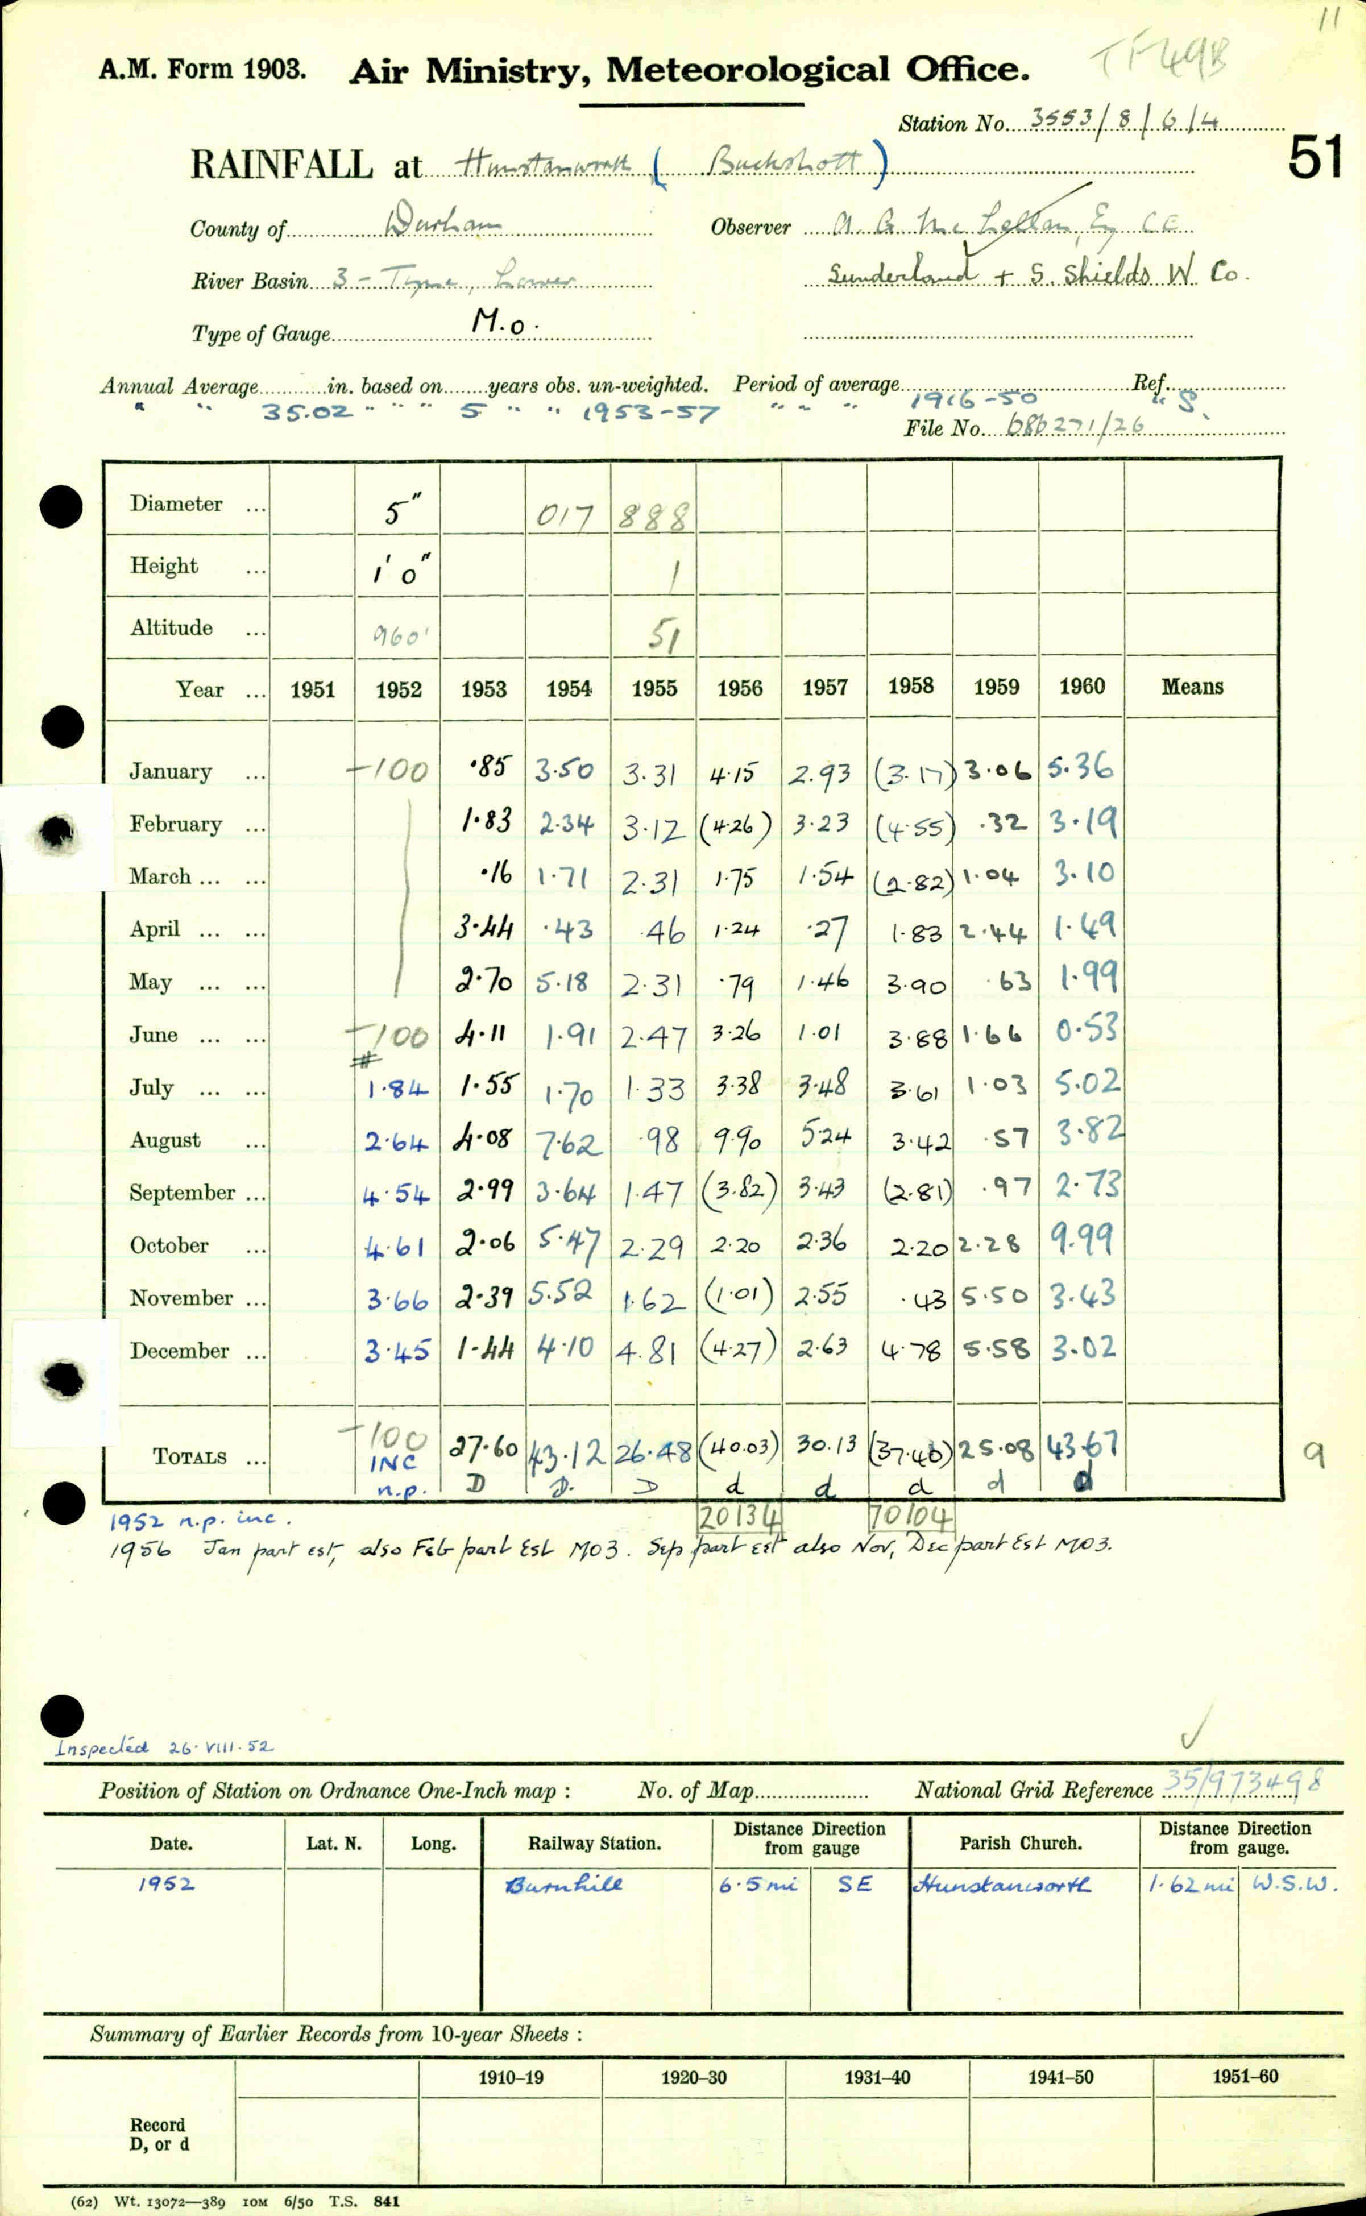 11
TF49B
A.M. Form 1903. Air Ministry, Meteorological Office.
Station No. 3553/8/6/4
51
RAINFALL at Hunstanworth (Buckshott)
County of Durham Observer A. G. McLellan, Esq CE
River Basin 3 - Tyne, Lower Sunderland + S. Shields W. Co.
Type of Gauge M.O.
Annual Average in. based on years obs. un-weighted. Period of average Ref.
" " 35.02 " " " 5 " " 1953-57 " " " 1916-50 " S.
File No. 686271/26
Diameter ... 5" 017 888
Height ... 1' 0" 1
Altitude ... 960' 51
Year ... 1951 1952 1953 1954 1955 1956 1957 1958 1959 1960 Means
January ... -100 .85 3.50 3.31 4.15 2.93 (3.17) 3.06 5.36
February ... 1.83 2.34 3.12 (4.26) 3.23 (4.55) .32 3.19
March ... ... .16 1.71 2.31 1.75 1.54 (2.82) 1.04 3.10
April ... ... 3.44 .43 .46 1.24 .27 1.83 2.44 1.49
May ... ... 2.70 5.18 2.31 .79 1.46 3.90 .63 1.99
June ... ... -100 4.11 1.91 2.47 3.26 1.01 3.88 1.66 0.53
July ... ... # 1.84 1.55 1.70 1.33 3.38 3.48 3.61 1.03 5.02
August ... 2.64 4.08 7.62 .98 9.90 5.24 3.42 .57 3.82
September ... 4.54 2.99 3.64 1.47 (3.82) 3.43 (2.81) .97 2.73
October ... 4.61 2.06 5.47 2.29 2.20 2.36 2.20 2.28 9.99
November ... 3.66 2.39 5.52 1.62 (1.01) 2.55 .43 5.50 3.43
December ... 3.45 1.44 4.10 4.81 (4.27) 2.63 4.78 5.58 3.02
TOTALS ... -100 27.60 43.12 26.48 (40.03) 30.13 (37.40) 25.08 43.67 9
INC
n.p. D D. D d d d d d
20134 70104
1952 n.p. inc.
1956 Jan part est, also Feb part Est MO3. Sep part est also Nov, Dec part Est MO3.
Inspected 26.VIII.52
Position of Station on Ordnance One-Inch map : No. of Map National Grid Reference 35/973498
Date. Lat. N. Long. Railway Station. Distance Direction from gauge Parish Church. Distance Direction from gauge.
1952 Burnhill 6.5 mi SE Hunstanworth 1.62 mi W.S.W.
Summary of Earlier Records from 10-year Sheets :
1910-19 1920-30 1931-40 1941-50 1951-60
Record
D, or d
(62) Wt. 13072—389 10M 6/50 T.S. 841